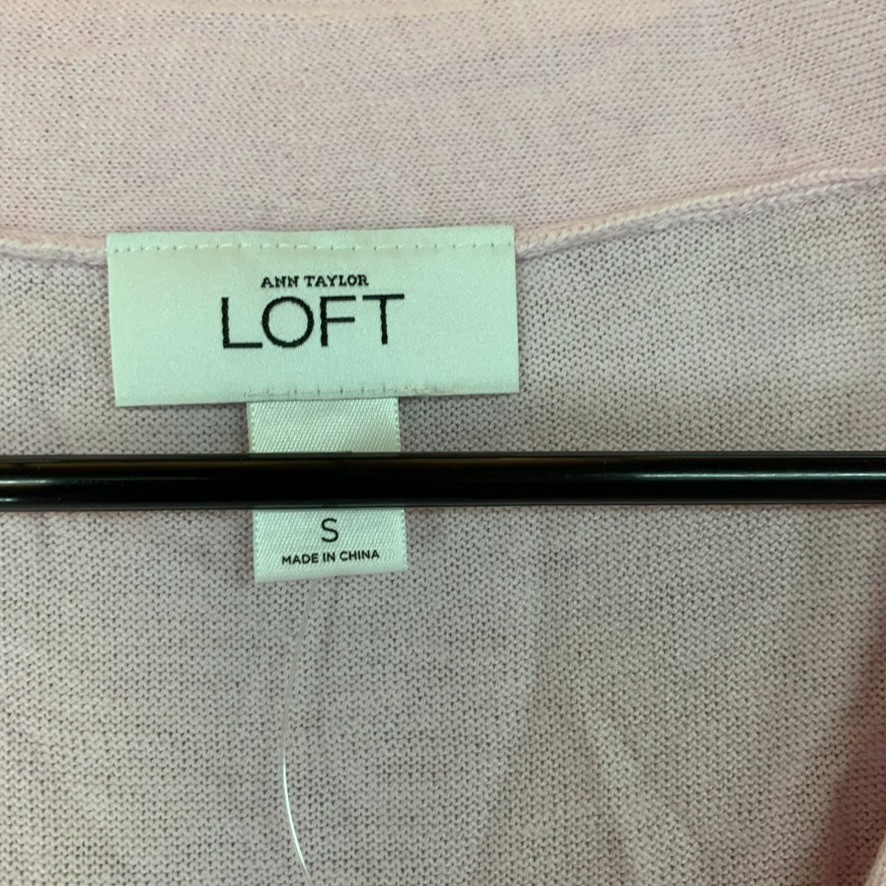 ANN TAYLOR
LOFT
S
MADE IN CHINA